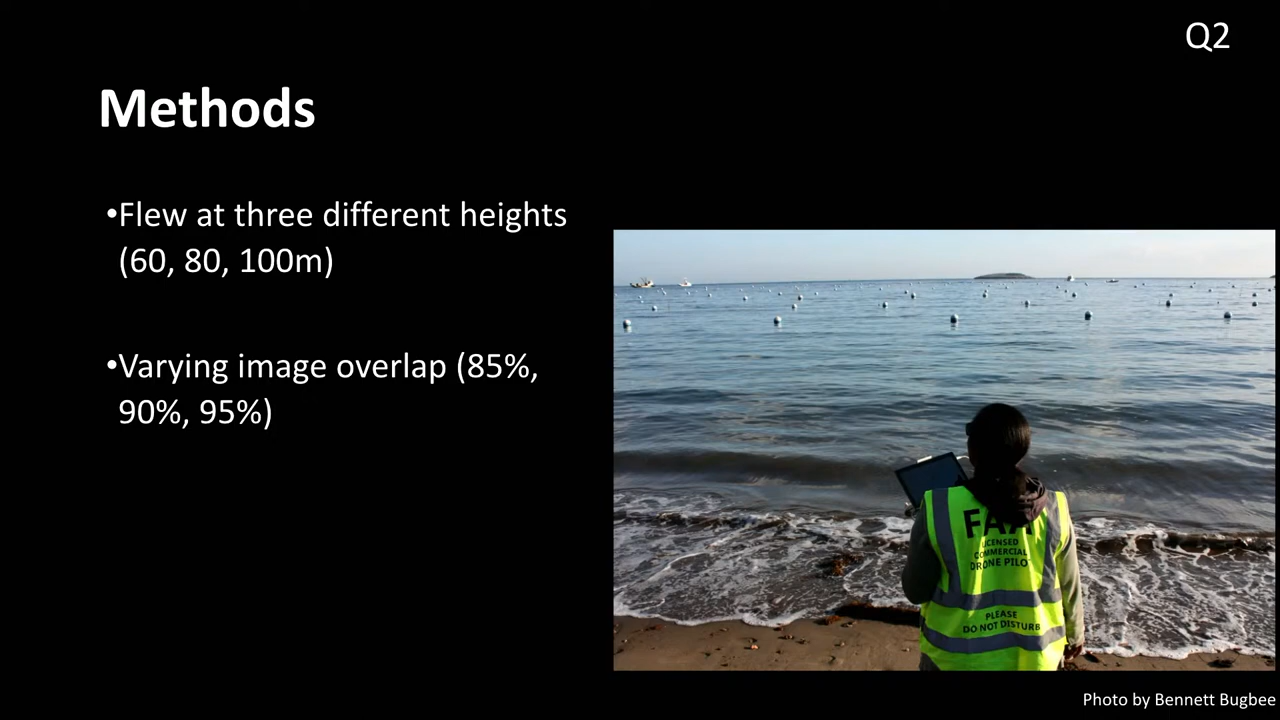 Q2
Methods
•Flew at three different heights
(60, 80, 100m)
•Varying image overlap (85%,
90%, 95%)
FAA
LICENSED
COMMERCIAL
DRONE PILOT
PLEASE
DO NOT DISTURB
Photo by Bennett Bugbee